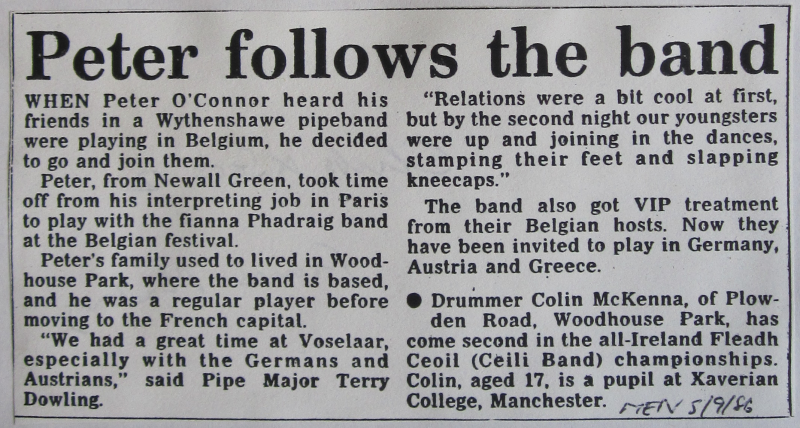 Peter follows the band
WHEN Peter O'Connor heard his
friends in a Wythenshawe pipeband
were playing in Belgium, he decided
to go and join them.
Peter, from Newall Green, took time
off from his interpreting job in Paris
to play with the fianna Phadraig band
at the Belgian festival.
Peter's family used to lived in Wood-
house Park, where the band is based,
and he was a regular player before
moving to the French capital.
"We had a great time at Voselaar,
especially with the Germans and
Austrians," said Pipe Major Terry
Dowling.
"Relations were a bit cool at first,
but by the second night our youngsters
were up and joining in the dances,
stamping their feet and slapping
kneecaps."
The band also got VIP treatment
from their Belgian hosts. Now they
have been invited to play in Germany,
Austria and Greece.
● Drummer Colin McKenna, of Plow-
den Road, Woodhouse Park, has
come second in the all-Ireland Fleadh
Ceoil (Ceili Band) championships.
Colin, aged 17, is a pupil at Xaverian
College, Manchester.
MEN 5/9/86